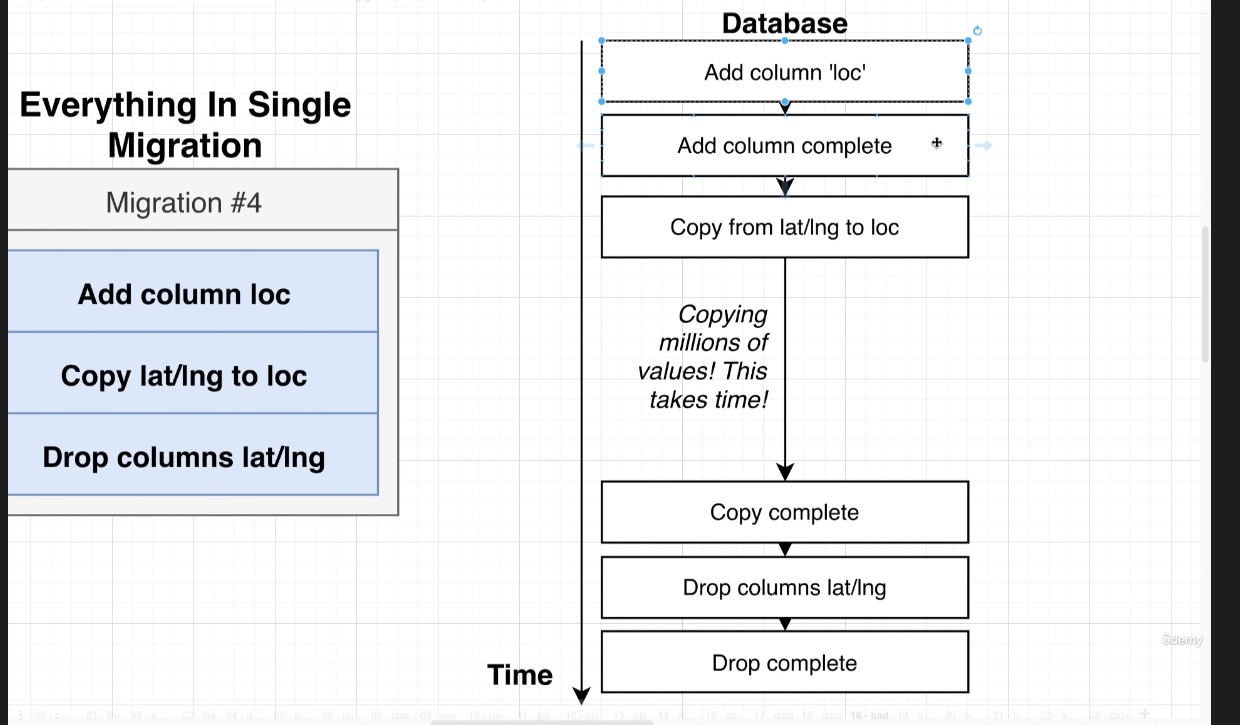 Database
Add column 'loc'
Everything In Single
Migration
Add column complete
Migration #4
Copy from lat/lng to loc
Add column loc
Copying
millions of
values! This
takes time!
Copy lat/lng to loc
Drop columns lat/lng
Copy complete
Drop columns lat/lng
Drop complete
Time
ûdemy
18 - bad